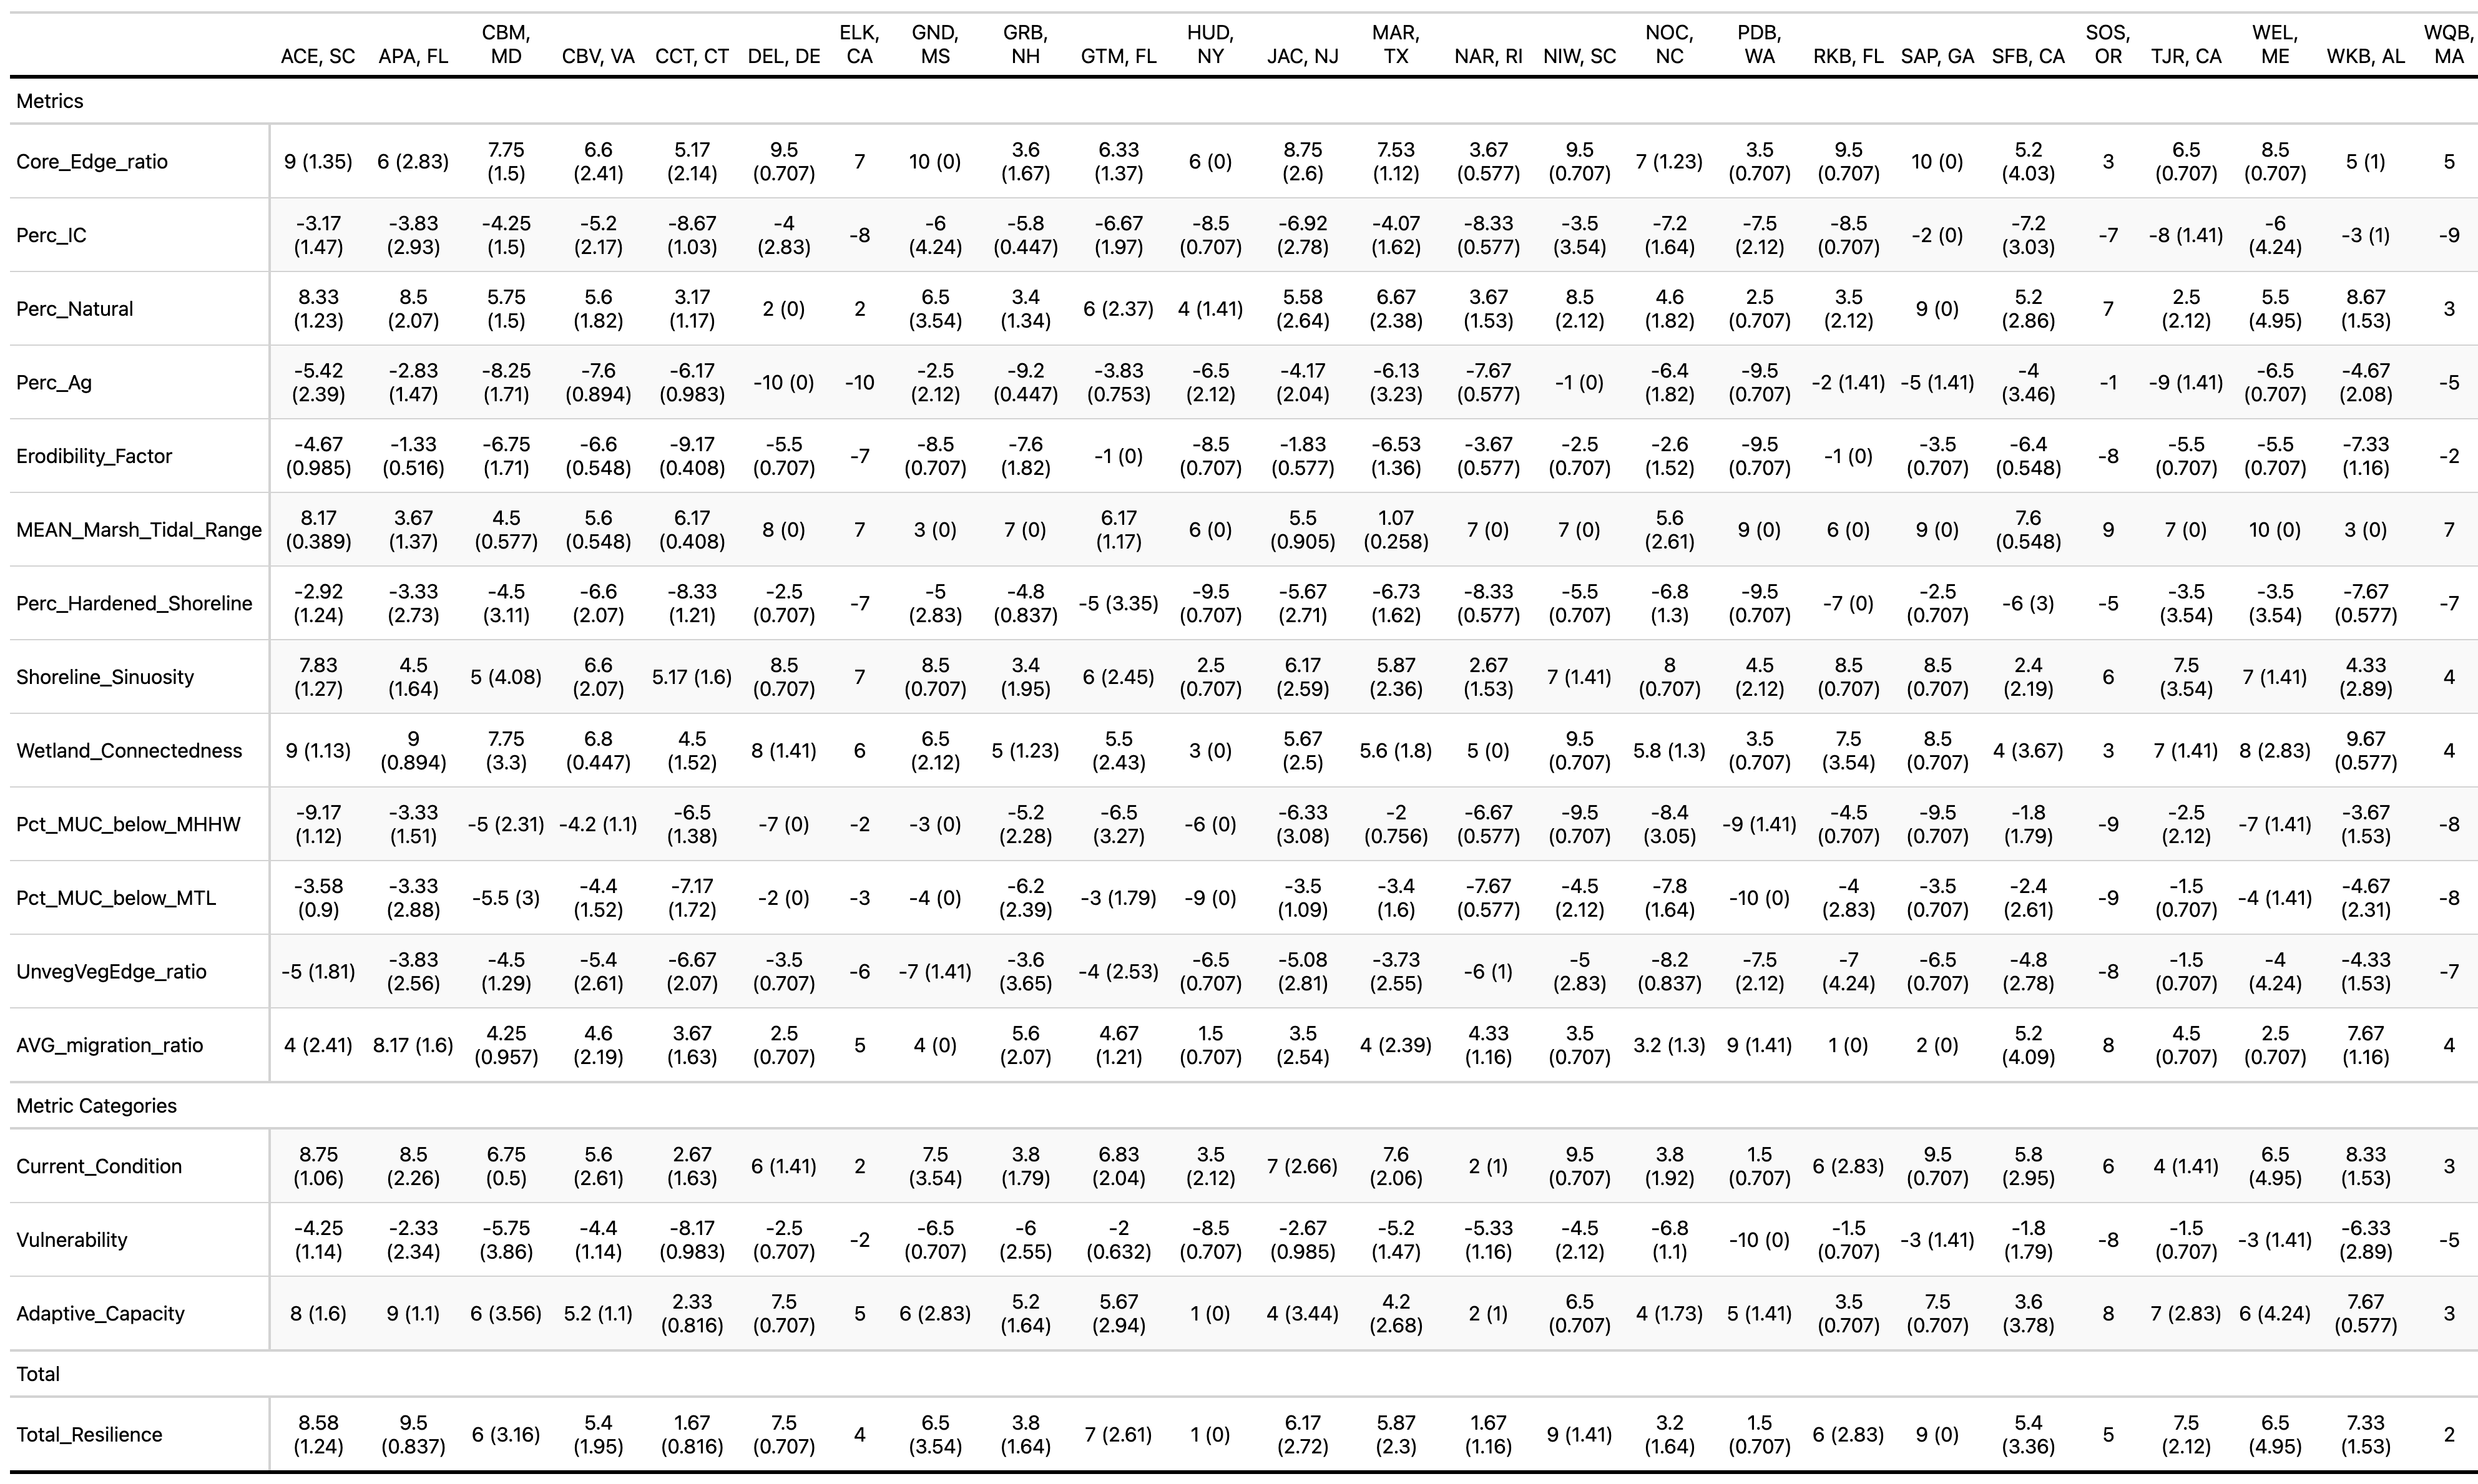 ACE, SC APA, FL CBM, MD CBV, VA CCT, CT DEL, DE ELK, CA GND, MS GRB, NH GTM, FL HUD, NY JAC, NJ MAR, TX NAR, RI NIW, SC NOC, NC PDB, WA RKB, FL SAP, GA SFB, CA SOS, OR TJR, CA WEL, ME WKB, AL WQB, MA
Metrics
Core_Edge_ratio 9 (1.35) 6 (2.83) 7.75 (1.5) 6.6 (2.41) 5.17 (2.14) 9.5 (0.707) 7 10 (0) 3.6 (1.67) 6.33 (1.37) 6 (0) 8.75 (2.6) 7.53 (1.12) 3.67 (0.577) 9.5 (0.707) 7 (1.23) 3.5 (0.707) 9.5 (0.707) 10 (0) 5.2 (4.03) 3 6.5 (0.707) 8.5 (0.707) 5 (1) 5
Perc_IC -3.17 (1.47) -3.83 (2.93) -4.25 (1.5) -5.2 (2.17) -8.67 (1.03) -4 (2.83) -8 -6 (4.24) -5.8 (0.447) -6.67 (1.97) -8.5 (0.707) -6.92 (2.78) -4.07 (1.62) -8.33 (0.577) -3.5 (3.54) -7.2 (1.64) -7.5 (2.12) -8.5 (0.707) -2 (0) -7.2 (3.03) -7 -8 (1.41) -6 (4.24) -3 (1) -9
Perc_Natural 8.33 (1.23) 8.5 (2.07) 5.75 (1.5) 5.6 (1.82) 3.17 (1.17) 2 (0) 2 6.5 (3.54) 3.4 (1.34) 6 (2.37) 4 (1.41) 5.58 (2.64) 6.67 (2.38) 3.67 (1.53) 8.5 (2.12) 4.6 (1.82) 2.5 (0.707) 3.5 (2.12) 9 (0) 5.2 (2.86) 7 2.5 (2.12) 5.5 (4.95) 8.67 (1.53) 3
Perc_Ag -5.42 (2.39) -2.83 (1.47) -8.25 (1.71) -7.6 (0.894) -6.17 (0.983) -10 (0) -10 -2.5 (2.12) -9.2 (0.447) -3.83 (0.753) -6.5 (2.12) -4.17 (2.04) -6.13 (3.23) -7.67 (0.577) -1 (0) -6.4 (1.82) -9.5 (0.707) -2 (1.41) -5 (1.41) -4 (3.46) -1 -9 (1.41) -6.5 (0.707) -4.67 (2.08) -5
Erodibility_Factor -4.67 (0.985) -1.33 (0.516) -6.75 (1.71) -6.6 (0.548) -9.17 (0.408) -5.5 (0.707) -7 -8.5 (0.707) -7.6 (1.82) -1 (0) -8.5 (0.707) -1.83 (0.577) -6.53 (1.36) -3.67 (0.577) -2.5 (0.707) -2.6 (1.52) -9.5 (0.707) -1 (0) -3.5 (0.707) -6.4 (0.548) -8 -5.5 (0.707) -5.5 (0.707) -7.33 (1.16) -2
MEAN_Marsh_Tidal_Range 8.17 (0.389) 3.67 (1.37) 4.5 (0.577) 5.6 (0.548) 6.17 (0.408) 8 (0) 7 3 (0) 7 (0) 6.17 (1.17) 6 (0) 5.5 (0.905) 1.07 (0.258) 7 (0) 7 (0) 5.6 (2.61) 9 (0) 6 (0) 9 (0) 7.6 (0.548) 9 7 (0) 10 (0) 3 (0) 7
Perc_Hardened_Shoreline -2.92 (1.24) -3.33 (2.73) -4.5 (3.11) -6.6 (2.07) -8.33 (1.21) -2.5 (0.707) -7 -5 (2.83) -4.8 (0.837) -5 (3.35) -9.5 (0.707) -5.67 (2.71) -6.73 (1.62) -8.33 (0.577) -5.5 (0.707) -6.8 (1.3) -9.5 (0.707) -7 (0) -2.5 (0.707) -6 (3) -5 -3.5 (3.54) -3.5 (3.54) -7.67 (0.577) -7
Shoreline_Sinuosity 7.83 (1.27) 4.5 (1.64) 5 (4.08) 6.6 (2.07) 5.17 (1.6) 8.5 (0.707) 7 8.5 (0.707) 3.4 (1.95) 6 (2.45) 2.5 (0.707) 6.17 (2.59) 5.87 (2.36) 2.67 (1.53) 7 (1.41) 8 (0.707) 4.5 (2.12) 8.5 (0.707) 8.5 (0.707) 2.4 (2.19) 6 7.5 (3.54) 7 (1.41) 4.33 (2.89) 4
Wetland_Connectedness 9 (1.13) 9 (0.894) 7.75 (3.3) 6.8 (0.447) 4.5 (1.52) 8 (1.41) 6 6.5 (2.12) 5 (1.23) 5.5 (2.43) 3 (0) 5.67 (2.5) 5.6 (1.8) 5 (0) 9.5 (0.707) 5.8 (1.3) 3.5 (0.707) 7.5 (3.54) 8.5 (0.707) 4 (3.67) 3 7 (1.41) 8 (2.83) 9.67 (0.577) 4
Pct_MUC_below_MHHW -9.17 (1.12) -3.33 (1.51) -5 (2.31) -4.2 (1.1) -6.5 (1.38) -7 (0) -2 -3 (0) -5.2 (2.28) -6.5 (3.27) -6 (0) -6.33 (3.08) -2 (0.756) -6.67 (0.577) -9.5 (0.707) -8.4 (3.05) -9 (1.41) -4.5 (0.707) -9.5 (0.707) -1.8 (1.79) -9 -2.5 (2.12) -7 (1.41) -3.67 (1.53) -8
Pct_MUC_below_MTL -3.58 (0.9) -3.33 (2.88) -5.5 (3) -4.4 (1.52) -7.17 (1.72) -2 (0) -3 -4 (0) -6.2 (2.39) -3 (1.79) -9 (0) -3.5 (1.09) -3.4 (1.6) -7.67 (0.577) -4.5 (2.12) -7.8 (1.64) -10 (0) -4 (2.83) -3.5 (0.707) -2.4 (2.61) -9 -1.5 (0.707) -4 (1.41) -4.67 (2.31) -8
UnvegVegEdge_ratio -5 (1.81) -3.83 (2.56) -4.5 (1.29) -5.4 (2.61) -6.67 (2.07) -3.5 (0.707) -6 -7 (1.41) -3.6 (3.65) -4 (2.53) -6.5 (0.707) -5.08 (2.81) -3.73 (2.55) -6 (1) -5 (2.83) -8.2 (0.837) -7.5 (2.12) -7 (4.24) -6.5 (0.707) -4.8 (2.78) -8 -1.5 (0.707) -4 (4.24) -4.33 (1.53) -7
AVG_migration_ratio 4 (2.41) 8.17 (1.6) 4.25 (0.957) 4.6 (2.19) 3.67 (1.63) 2.5 (0.707) 5 4 (0) 5.6 (2.07) 4.67 (1.21) 1.5 (0.707) 3.5 (2.54) 4 (2.39) 4.33 (1.16) 3.5 (0.707) 3.2 (1.3) 9 (1.41) 1 (0) 2 (0) 5.2 (4.09) 8 4.5 (0.707) 2.5 (0.707) 7.67 (1.16) 4
Metric Categories
Current_Condition 8.75 (1.06) 8.5 (2.26) 6.75 (0.5) 5.6 (2.61) 2.67 (1.63) 6 (1.41) 2 7.5 (3.54) 3.8 (1.79) 6.83 (2.04) 3.5 (2.12) 7 (2.66) 7.6 (2.06) 2 (1) 9.5 (0.707) 3.8 (1.92) 1.5 (0.707) 6 (2.83) 9.5 (0.707) 5.8 (2.95) 6 4 (1.41) 6.5 (4.95) 8.33 (1.53) 3
Vulnerability -4.25 (1.14) -2.33 (2.34) -5.75 (3.86) -4.4 (1.14) -8.17 (0.983) -2.5 (0.707) -2 -6.5 (0.707) -6 (2.55) -2 (0.632) -8.5 (0.707) -2.67 (0.985) -5.2 (1.47) -5.33 (1.16) -4.5 (2.12) -6.8 (1.1) -10 (0) -1.5 (0.707) -3 (1.41) -1.8 (1.79) -8 -1.5 (0.707) -3 (1.41) -6.33 (2.89) -5
Adaptive_Capacity 8 (1.6) 9 (1.1) 6 (3.56) 5.2 (1.1) 2.33 (0.816) 7.5 (0.707) 5 6 (2.83) 5.2 (1.64) 5.67 (2.94) 1 (0) 4 (3.44) 4.2 (2.68) 2 (1) 6.5 (0.707) 4 (1.73) 5 (1.41) 3.5 (0.707) 7.5 (0.707) 3.6 (3.78) 8 7 (2.83) 6 (4.24) 7.67 (0.577) 3
Total
Total_Resilience 8.58 (1.24) 9.5 (0.837) 6 (3.16) 5.4 (1.95) 1.67 (0.816) 7.5 (0.707) 4 6.5 (3.54) 3.8 (1.64) 7 (2.61) 1 (0) 6.17 (2.72) 5.87 (2.3) 1.67 (1.16) 9 (1.41) 3.2 (1.64) 1.5 (0.707) 6 (2.83) 9 (0) 5.4 (3.36) 5 7.5 (2.12) 6.5 (4.95) 7.33 (1.53) 2